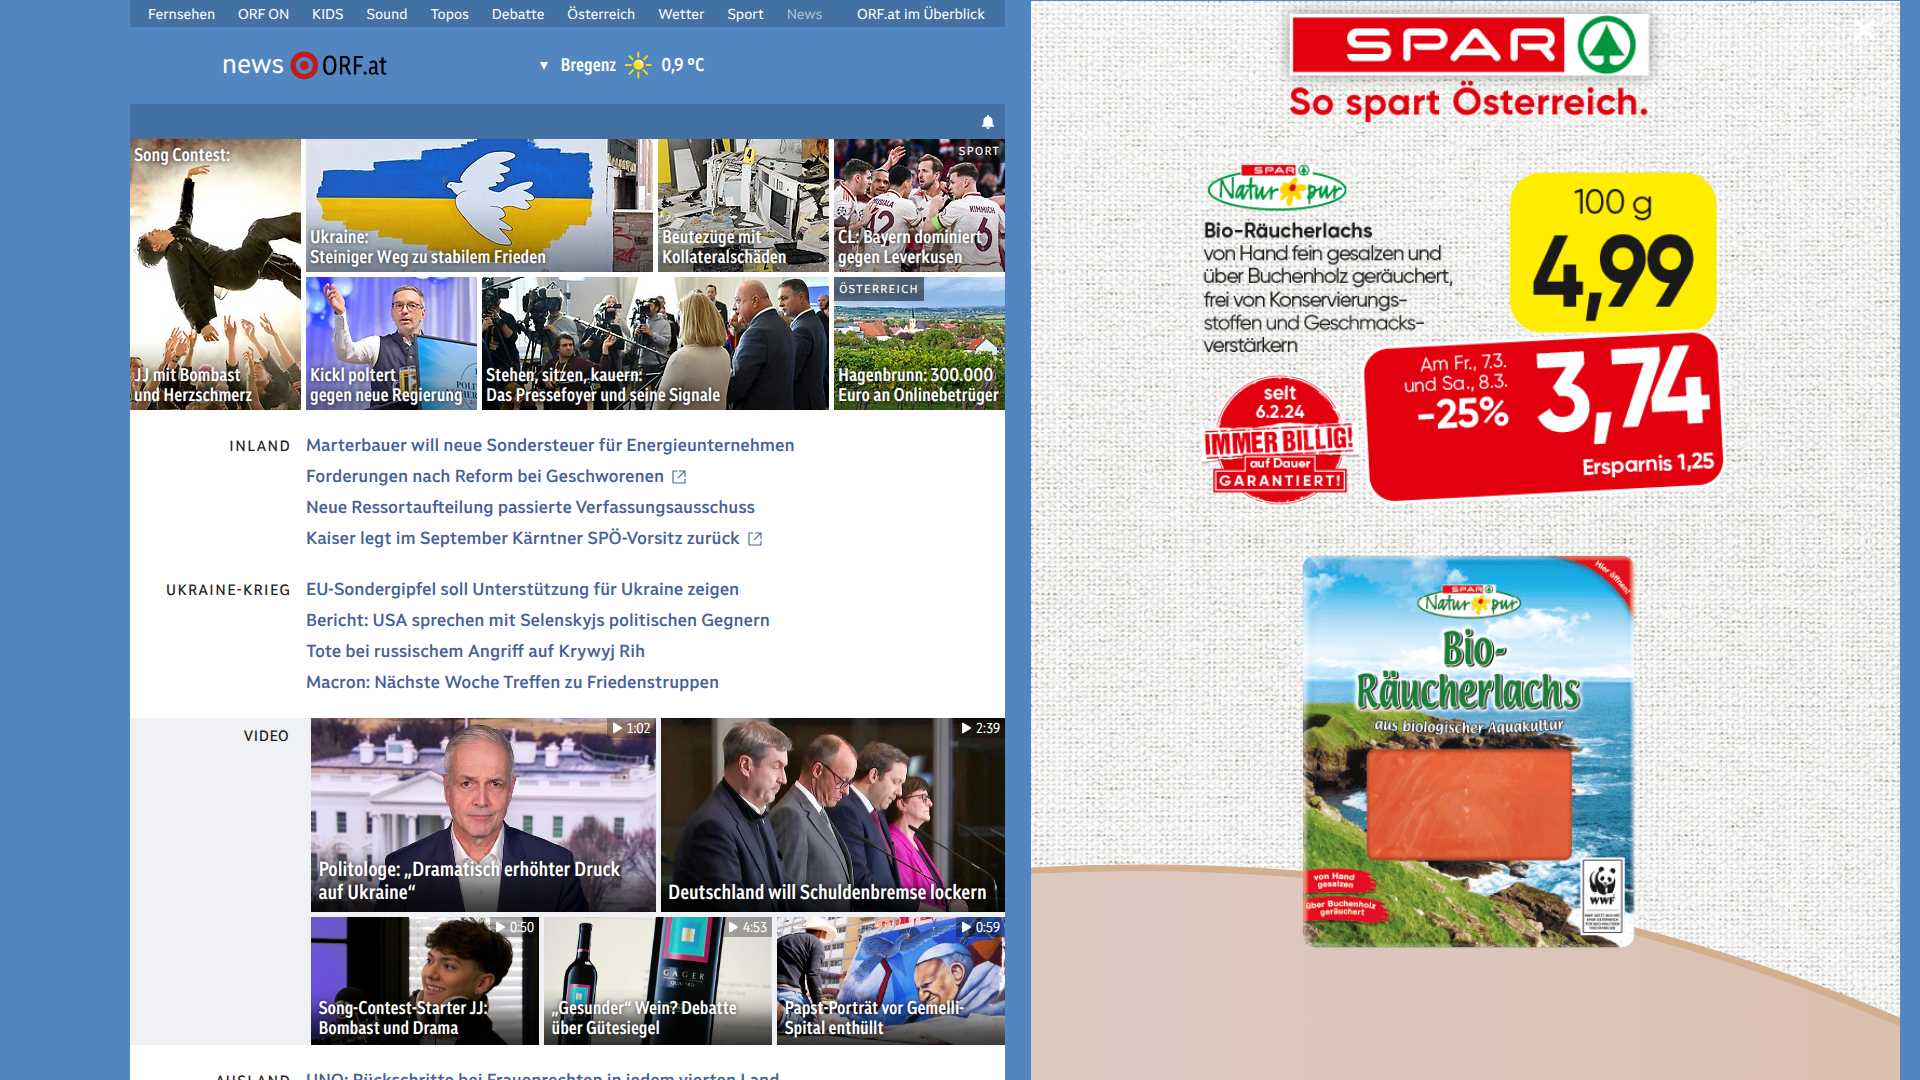 Fernsehen ORF ON KIDS Sound Topos Debatte Österreich Wetter Sport News ORF.at im Überblick
news ORF.at
Bregenz 0,9 °C
Song Contest:
JJ mit Bombast
und Herzschmerz
Ukraine:
Steiniger Weg zu stabilem Frieden
Beutezüge mit
Kollateralschäden
SPORT
CL: Bayern dominiert
gegen Leverkusen
Kickl poltert
gegen neue Regierung
Stehen, sitzen, kauern:
Das Pressefoyer und seine Signale
ÖSTERREICH
Hagenbrunn: 300.000
Euro an Onlinebetrüger
INLAND
Marterbauer will neue Sondersteuer für Energieunternehmen
Forderungen nach Reform bei Geschworenen
Neue Ressortaufteilung passierte Verfassungsausschuss
Kaiser legt im September Kärntner SPÖ-Vorsitz zurück
UKRAINE-KRIEG
EU-Sondergipfel soll Unterstützung für Ukraine zeigen
Bericht: USA sprechen mit Selenskyjs politischen Gegnern
Tote bei russischem Angriff auf Krywyj Rih
Macron: Nächste Woche Treffen zu Friedenstruppen
VIDEO
1:02
Politologe: „Dramatisch erhöhter Druck
auf Ukraine“
2:39
Deutschland will Schuldenbremse lockern
0:50
Song-Contest-Starter JJ:
Bombast und Drama
4:53
GAGER
„Gesunder“ Wein? Debatte
über Gütesiegel
0:59
Papst-Porträt vor Gemelli-
Spital enthüllt
AUSLAND
UNO: Rückschritte bei Frauenrechten in jedem vierten Land
SPAR
So spart Österreich.
SPAR
Natur pur
Bio-Räucherlachs
von Hand fein gesalzen und
über Buchenholz geräuchert,
frei von Konservierungs-
stoffen und Geschmacks-
verstärkern
100 g
4,99
Am Fr., 7.3.
und Sa., 8.3.
-25%
3,74
Ersparnis 1,25
seit
6.2.24
IMMER BILLIG!
auf Dauer
GARANTIERT!
Hier öffnen!
SPAR
Natur pur
Bio-
Räucherlachs
aus biologischer Aquakultur
von Hand
gesalzen
über Buchenholz
geräuchert
WWF